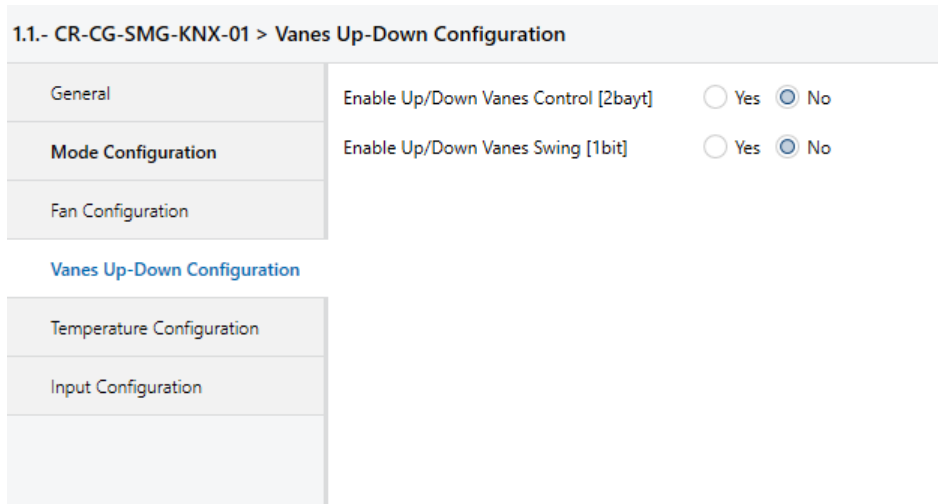 1.1.- CR-CG-SMG-KNX-01 > Vanes Up-Down Configuration
General
Mode Configuration
Fan Configuration
Vanes Up-Down Configuration
Temperature Configuration
Input Configuration
Enable Up/Down Vanes Control [2bayt] Yes No
Enable Up/Down Vanes Swing [1bit] Yes No